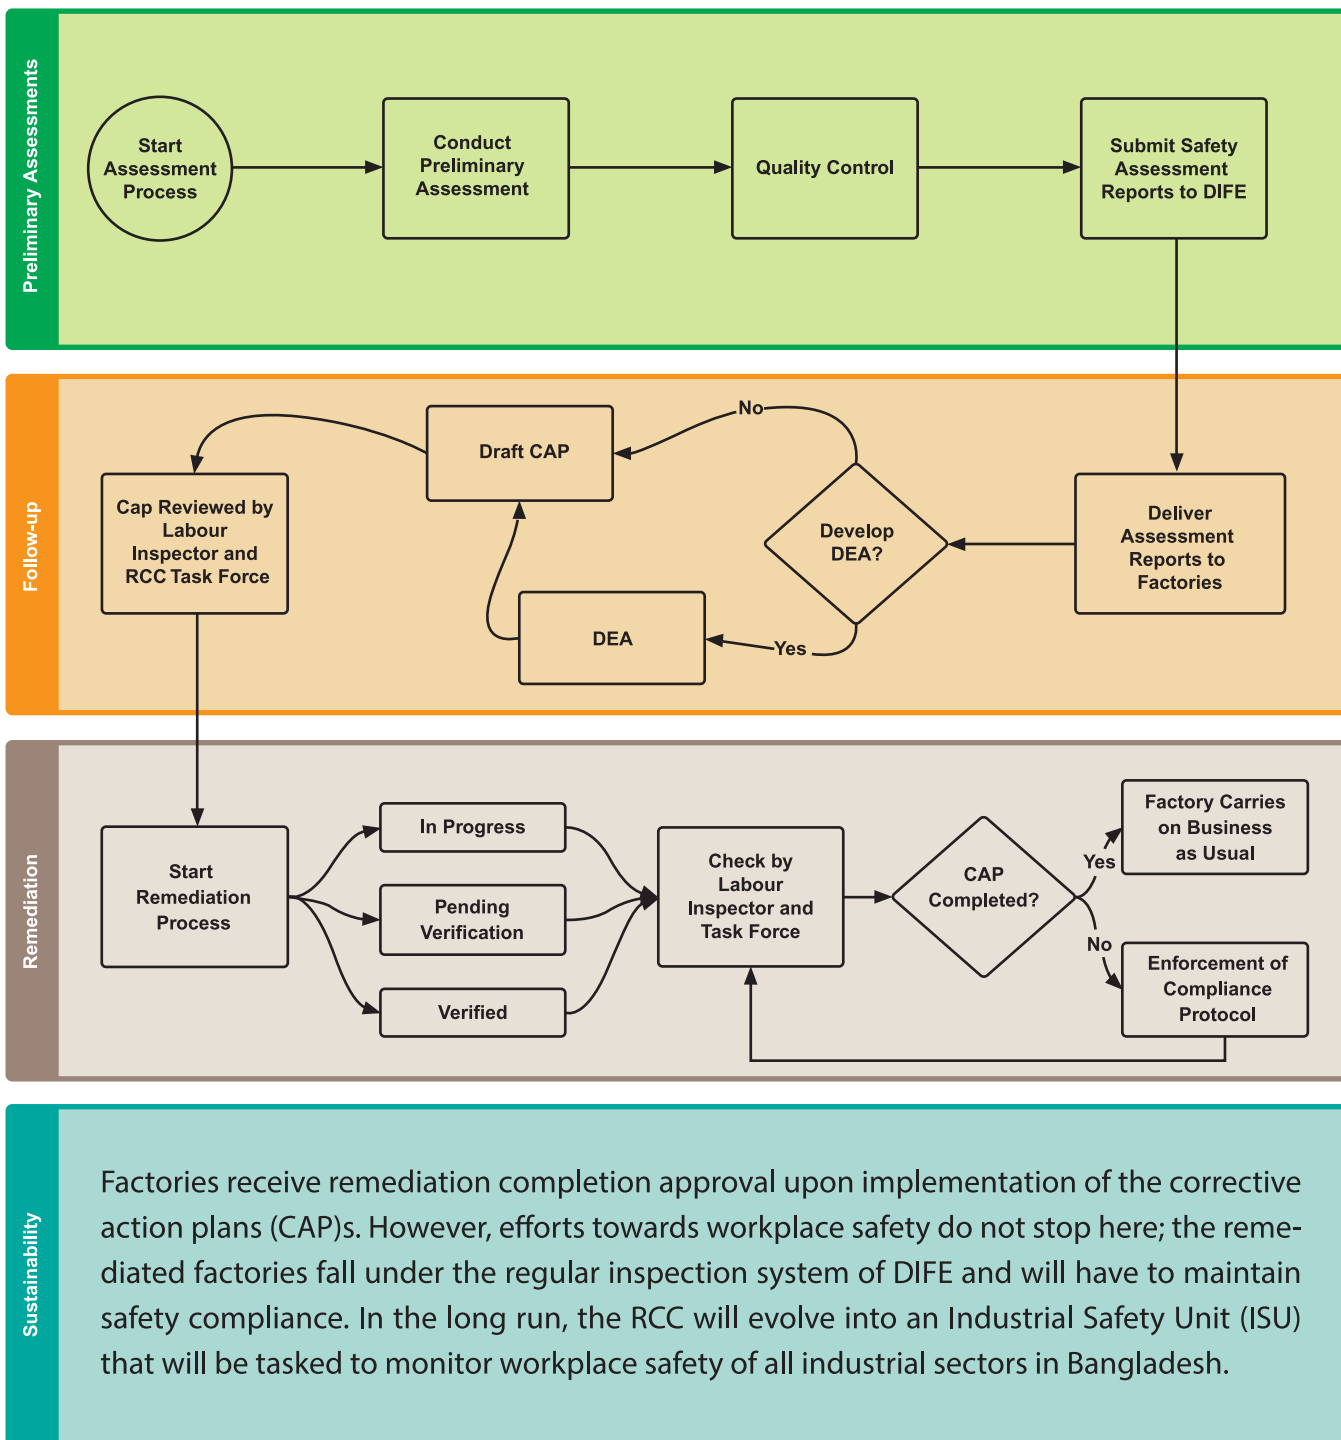 Preliminary Assessments
Start
Assessment
Process
Conduct
Preliminary
Assessment
Quality Control
Submit Safety
Assessment
Reports to DIFE
Follow-up
Cap Reviewed by
Labour
Inspector and
RCC Task Force
Draft CAP
No
Develop
DEA?
Yes
DEA
Deliver
Assessment
Reports to
Factories
Remediation
Start
Remediation
Process
In Progress
Pending
Verification
Verified
Check by
Labour
Inspector and
Task Force
CAP
Completed?
Yes
No
Factory Carries
on Business
as Usual
Enforcement of
Compliance
Protocol
Sustainability
Factories receive remediation completion approval upon implementation of the corrective
action plans (CAP)s. However, efforts towards workplace safety do not stop here; the reme-
diated factories fall under the regular inspection system of DIFE and will have to maintain
safety compliance. In the long run, the RCC will evolve into an Industrial Safety Unit (ISU)
that will be tasked to monitor workplace safety of all industrial sectors in Bangladesh.